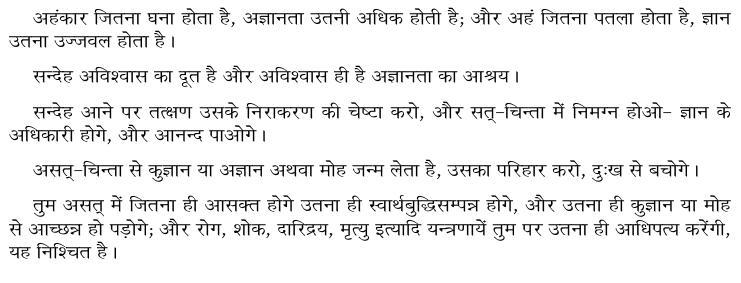 अहंकार जितना घना होता है, अज्ञानता उतनी अधिक होती है; और अहं जितना पतला होता है, ज्ञान
उतना उज्जवल होता है।
सन्देह अविश्वास का दूत है और अविश्वास ही है अज्ञानता का आश्रय।
सन्देह आने पर तत्क्षण उसके निराकरण की चेष्टा करो, और सत्-चिन्ता में निमग्न होओ- ज्ञान के
अधिकारी होगे, और आनन्द पाओगे।
असत्-चिन्ता से कुज्ञान या अज्ञान अथवा मोह जन्म लेता है, उसका परिहार करो, दुःख से बचोगे।
तुम असत् में जितना ही आसक्त होगे उतना ही स्वार्थबुद्धिसम्पन्न होगे, और उतना ही कुज्ञान या मोह
से आच्छन्न हो पड़ोगे; और रोग, शोक, दारिद्रय, मृत्यु इत्यादि यन्त्रणायें तुम पर उतना ही आधिपत्य करेंगी,
यह निश्चित है।